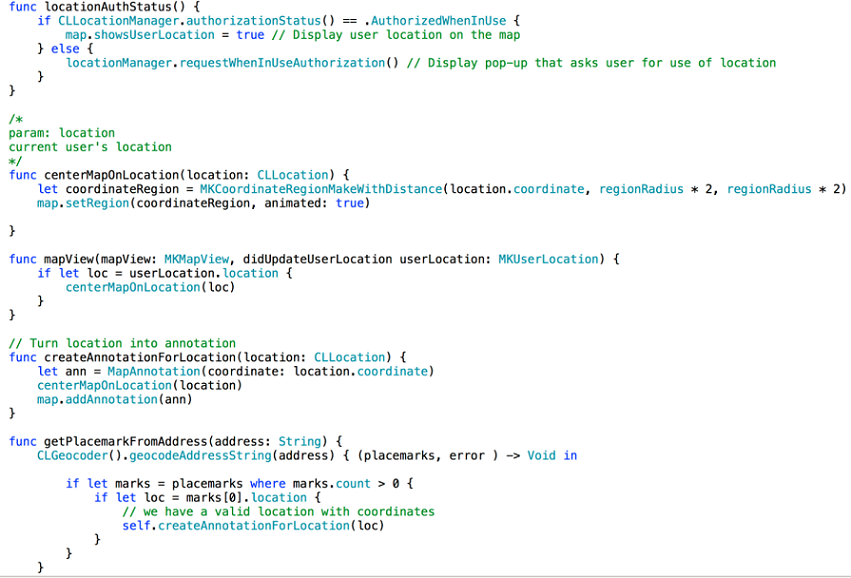 func locationAuthStatus() {
    if CLLocationManager.authorizationStatus() == .AuthorizedWhenInUse {
        map.showsUserLocation = true // Display user location on the map
    } else {
        locationManager.requestWhenInUseAuthorization() // Display pop-up that asks user for use of location
    }
}

/*
param: location
current user's location
*/
func centerMapOnLocation(location: CLLocation) {
    let coordinateRegion = MKCoordinateRegionMakeWithDistance(location.coordinate, regionRadius * 2, regionRadius * 2)
    map.setRegion(coordinateRegion, animated: true)

}

func mapView(mapView: MKMapView, didUpdateUserLocation userLocation: MKUserLocation) {
    if let loc = userLocation.location {
        centerMapOnLocation(loc)
    }
}

// Turn location into annotation
func createAnnotationForLocation(location: CLLocation) {
    let ann = MapAnnotation(coordinate: location.coordinate)
    centerMapOnLocation(location)
    map.addAnnotation(ann)
}

func getPlacemarkFromAddress(address: String) {
    CLGeocoder().geocodeAddressString(address) { (placemarks, error ) -> Void in

        if let marks = placemarks where marks.count > 0 {
            if let loc = marks[0].location {
                // we have a valid location with coordinates
                self.createAnnotationForLocation(loc)
            }
        }
    }